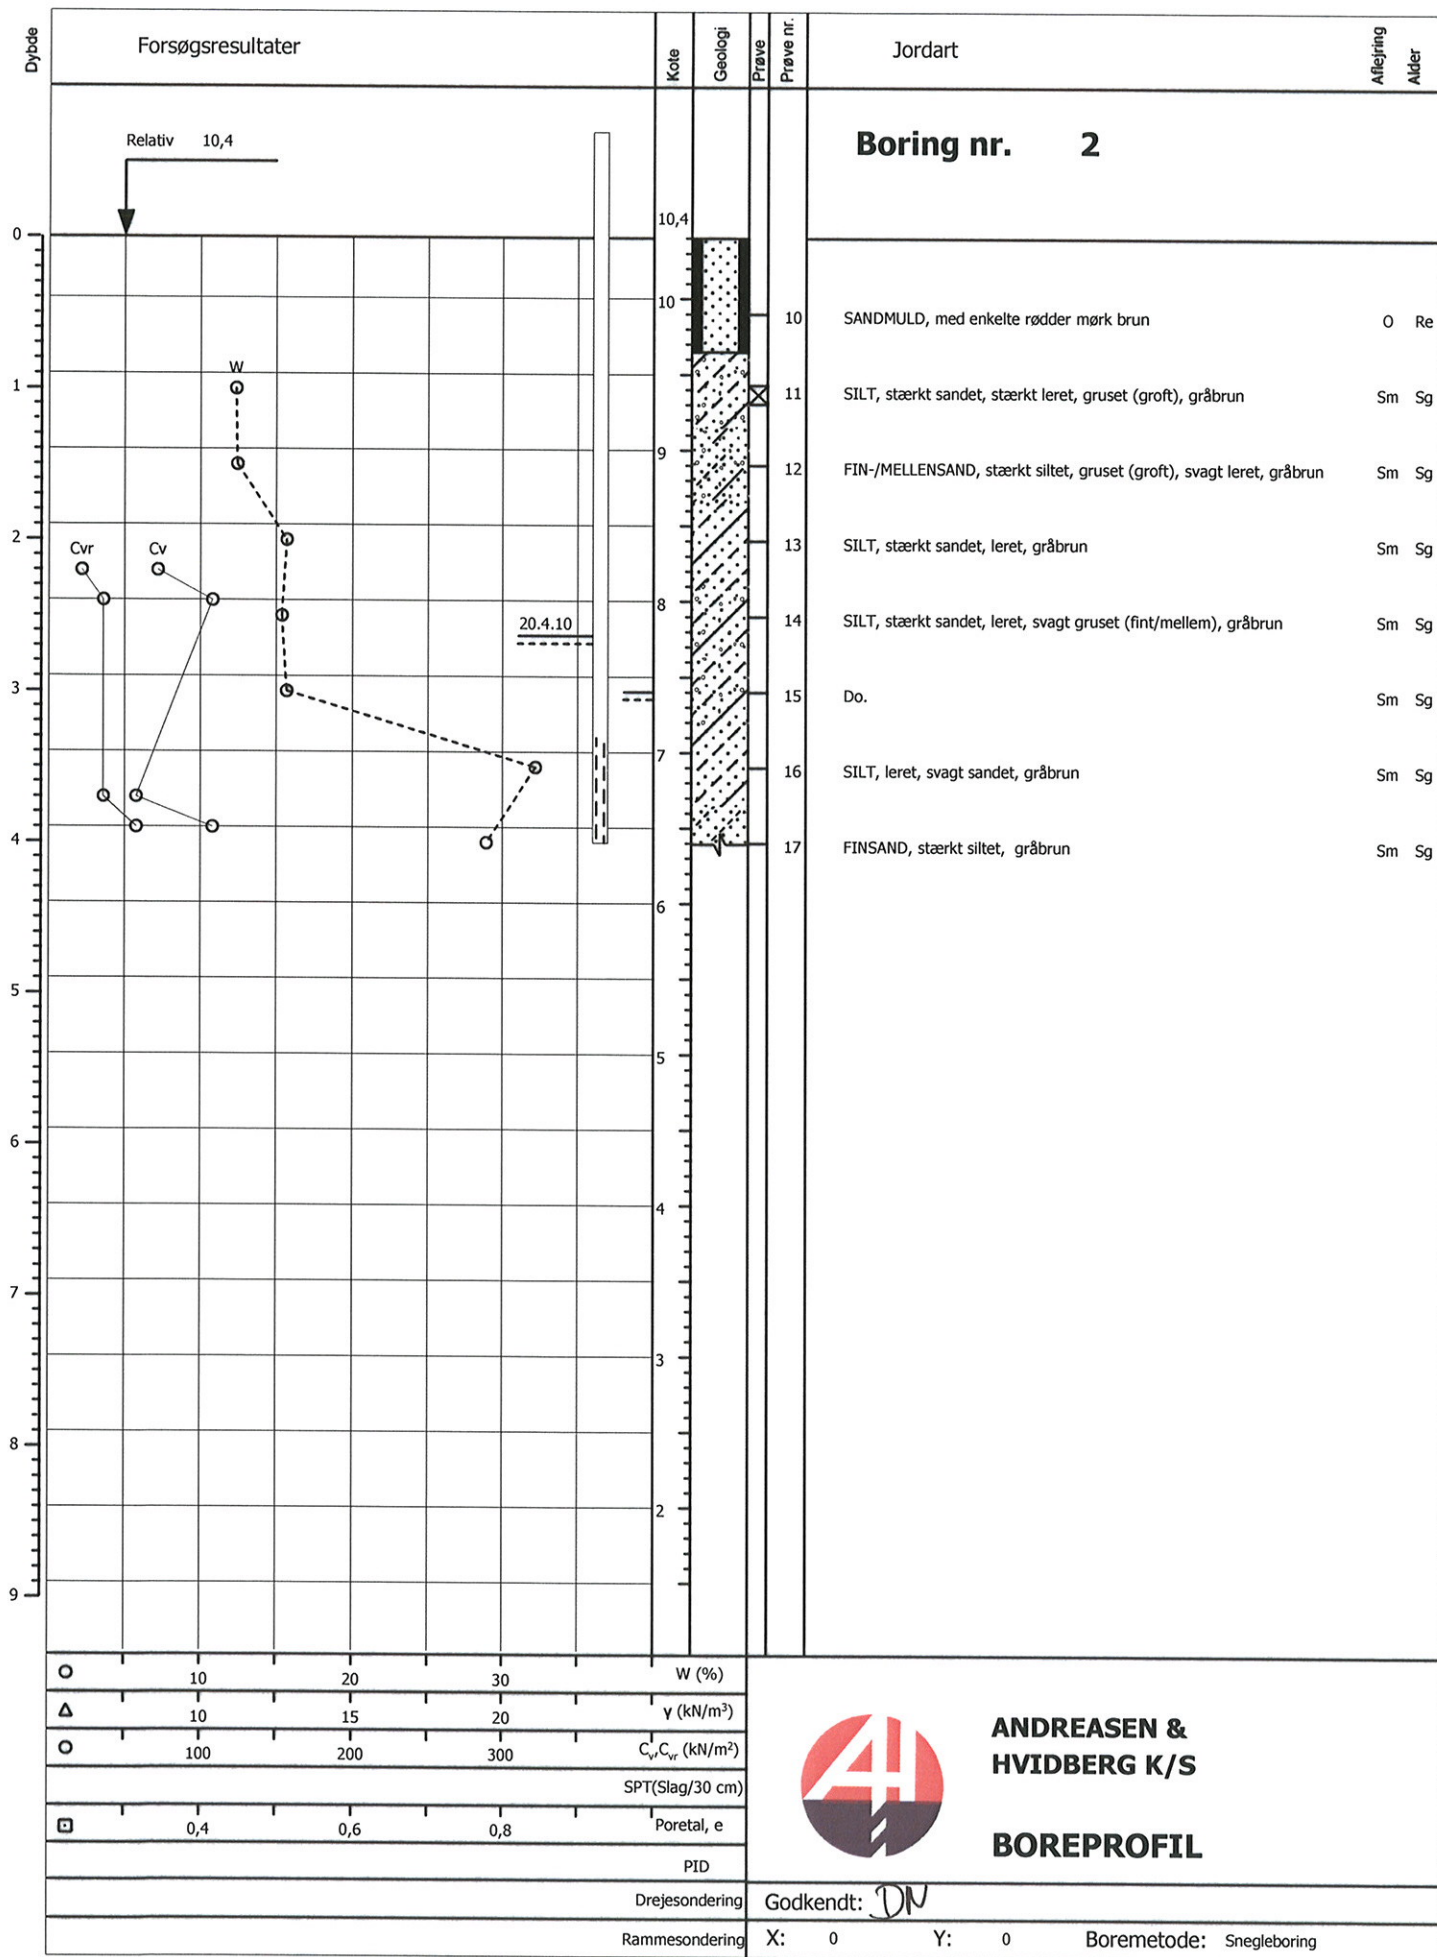 Dybde
Forsøgsresultater
Kote
Geologi
Prøve
Prøve nr.
Jordart
Aflejring
Alder
Relativ 10,4
Boring nr. 2
10,4
0
10
10 SANDMULD, med enkelte rødder mørk brun O Re
W
1
11 SILT, stærkt sandet, stærkt leret, gruset (groft), gråbrun Sm Sg
9
12 FIN-/MELLENSAND, stærkt siltet, gruset (groft), svagt leret, gråbrun Sm Sg
2
Cvr Cv
13 SILT, stærkt sandet, leret, gråbrun Sm Sg
8
20.4.10
14 SILT, stærkt sandet, leret, svagt gruset (fint/mellem), gråbrun Sm Sg
3
15 Do. Sm Sg
7
16 SILT, leret, svagt sandet, gråbrun Sm Sg
4
17 FINSAND, stærkt siltet, gråbrun Sm Sg
6
5
5
6
4
7
3
8
2
9
10 20 30 W (%)
10 15 20 γ (kN/m³)
100 200 300 Cv,Cvr (kN/m²)
SPT(Slag/30 cm)
0,4 0,6 0,8 Poretal, e
PID
Drejesondering
Rammesondering
ANDREASEN &
HVIDBERG K/S
BOREPROFIL
Godkendt: DN
X: 0 Y: 0 Boremetode: Snegleboring